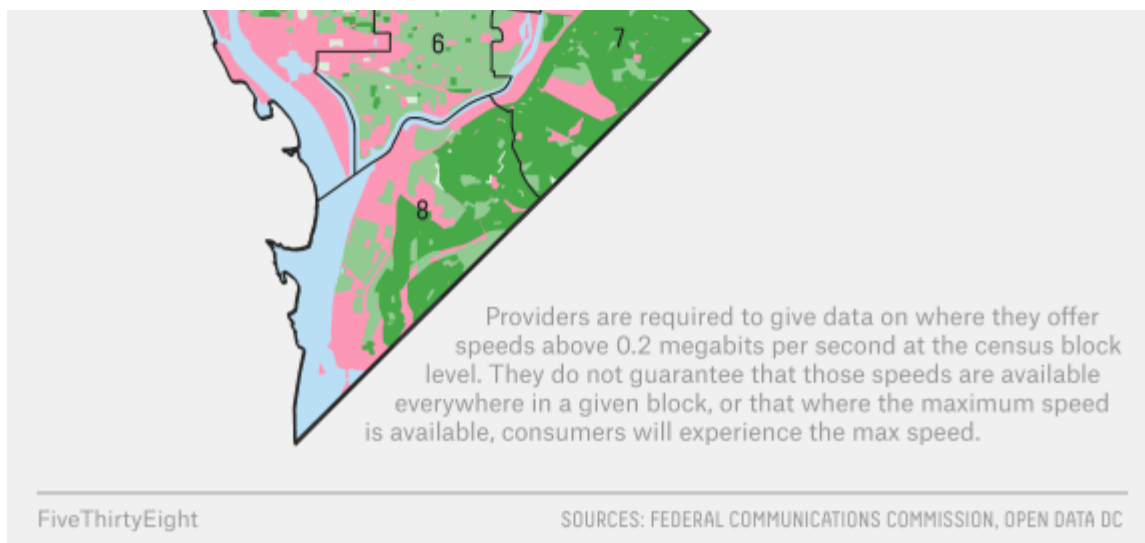 6
7
8
Providers are required to give data on where they offer
speeds above 0.2 megabits per second at the census block
level. They do not guarantee that those speeds are available
everywhere in a given block, or that where the maximum speed
is available, consumers will experience the max speed.
FiveThirtyEight
SOURCES: FEDERAL COMMUNICATIONS COMMISSION, OPEN DATA DC